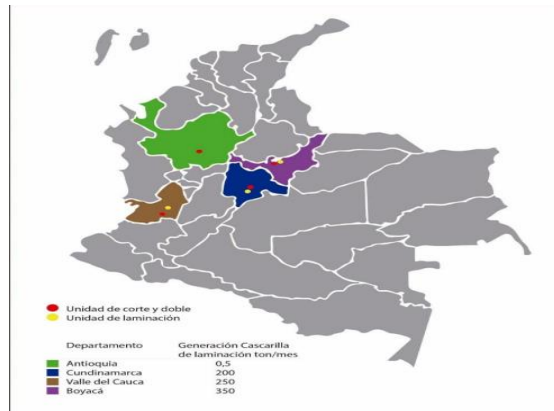 Unidad de corte y doble
Unidad de laminación
Departamento Generación Cascarilla
de laminación ton/mes
Antioquia 0,5
Cundinamarca 200
Valle del Cauca 250
Boyacá 350